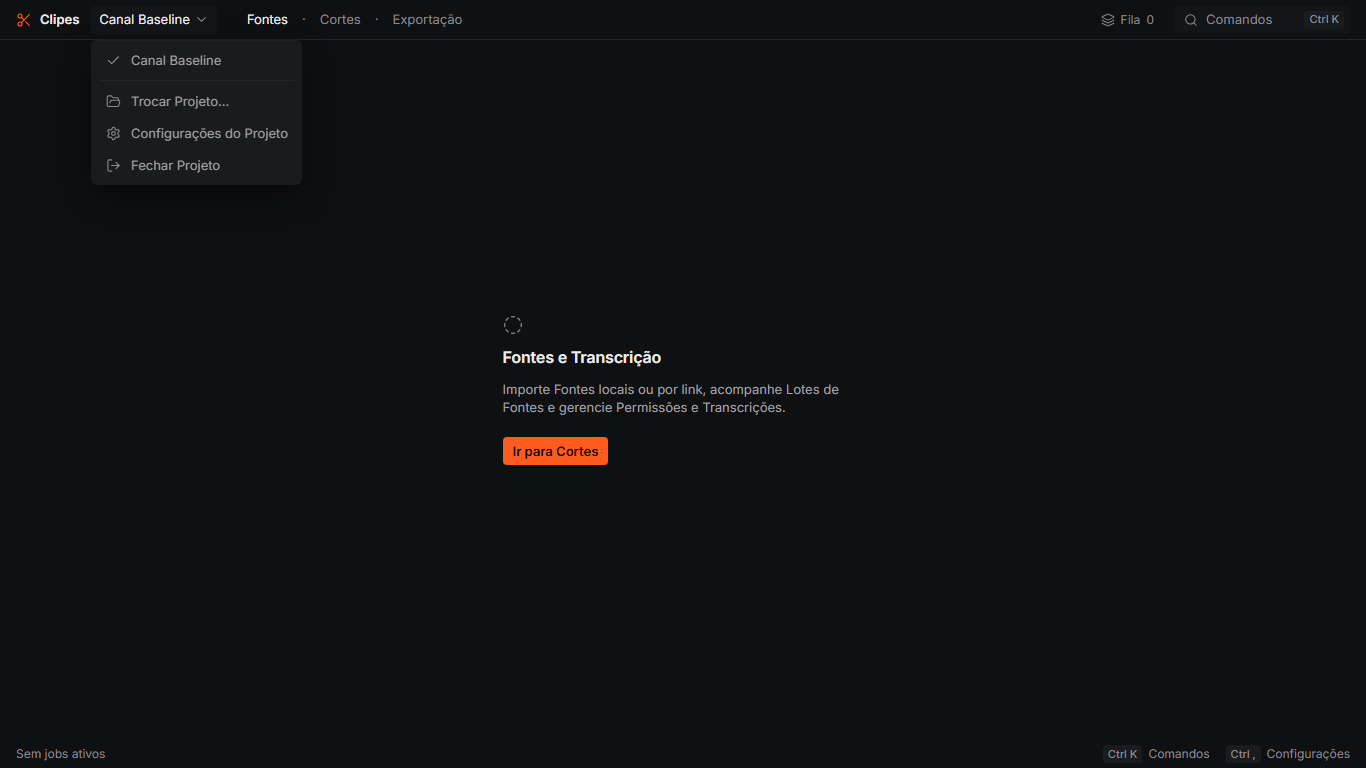 Clipes Canal Baseline Fontes · Cortes · Exportação Fila 0 Comandos Ctrl K
Canal Baseline
Trocar Projeto...
Configurações do Projeto
Fechar Projeto
Fontes e Transcrição
Importe Fontes locais ou por link, acompanhe Lotes de
Fontes e gerencie Permissões e Transcrições.
Ir para Cortes
Sem jobs ativos Ctrl K Comandos Ctrl , Configurações